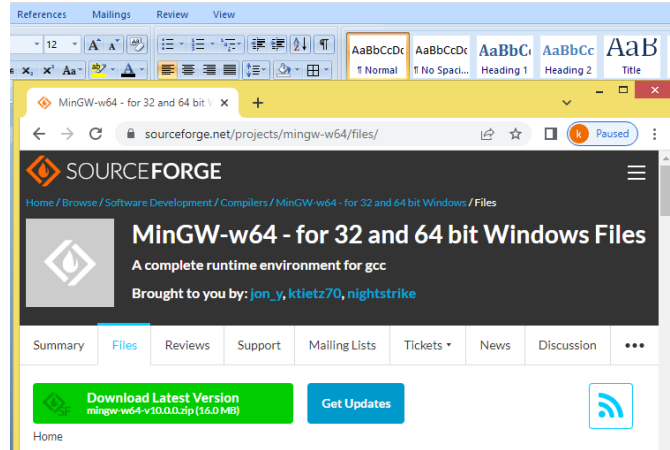 References Mailings Review View
12 A A
AaBbCcDc AaBbCcDc AaBbC AaBbCc AaB
x, x² Aa A
¶ Normal ¶ No Spaci... Heading 1 Heading 2 Title
MinGW-w64 - for 32 and 64 bit
sourceforge.net/projects/mingw-w64/files/ k Paused
SOURCEFORGE
Home / Browse / Software Development / Compilers / MinGW-w64 - for 32 and 64 bit Windows / Files
MinGW-w64 - for 32 and 64 bit Windows Files
A complete runtime environment for gcc
Brought to you by: jon_y, ktietz70, nightstrike
Summary Files Reviews Support Mailing Lists Tickets News Discussion
Download Latest Version
mingw-w64-v10.0.0.zip (16.0 MB)
Get Updates
Home